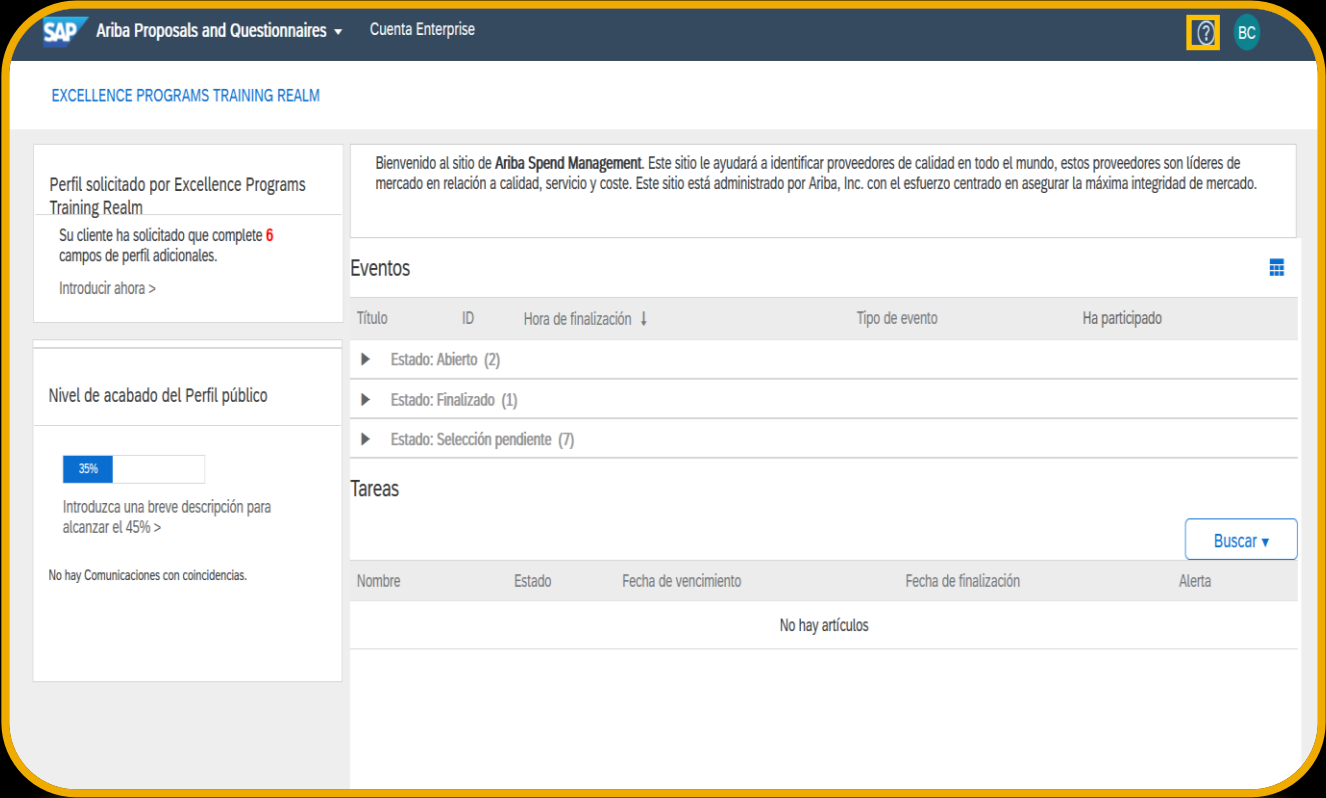 SAP Ariba Proposals and Questionnaires Cuenta Enterprise ? BC
EXCELLENCE PROGRAMS TRAINING REALM
Perfil solicitado por Excellence Programs
Training Realm
Su cliente ha solicitado que complete 6
campos de perfil adicionales.
Introducir ahora >
Nivel de acabado del Perfil público
35%
Introduzca una breve descripción para
alcanzar el 45% >
No hay Comunicaciones con coincidencias.
Bienvenido al sitio de Ariba Spend Management. Este sitio le ayudará a identificar proveedores de calidad en todo el mundo, estos proveedores son líderes de
mercado en relación a calidad, servicio y coste. Este sitio está administrado por Ariba, Inc. con el esfuerzo centrado en asegurar la máxima integridad de mercado.
Eventos
Título ID Hora de finalización ↓ Tipo de evento Ha participado
Estado: Abierto (2)
Estado: Finalizado (1)
Estado: Selección pendiente (7)
Tareas
Buscar
Nombre Estado Fecha de vencimiento Fecha de finalización Alerta
No hay artículos